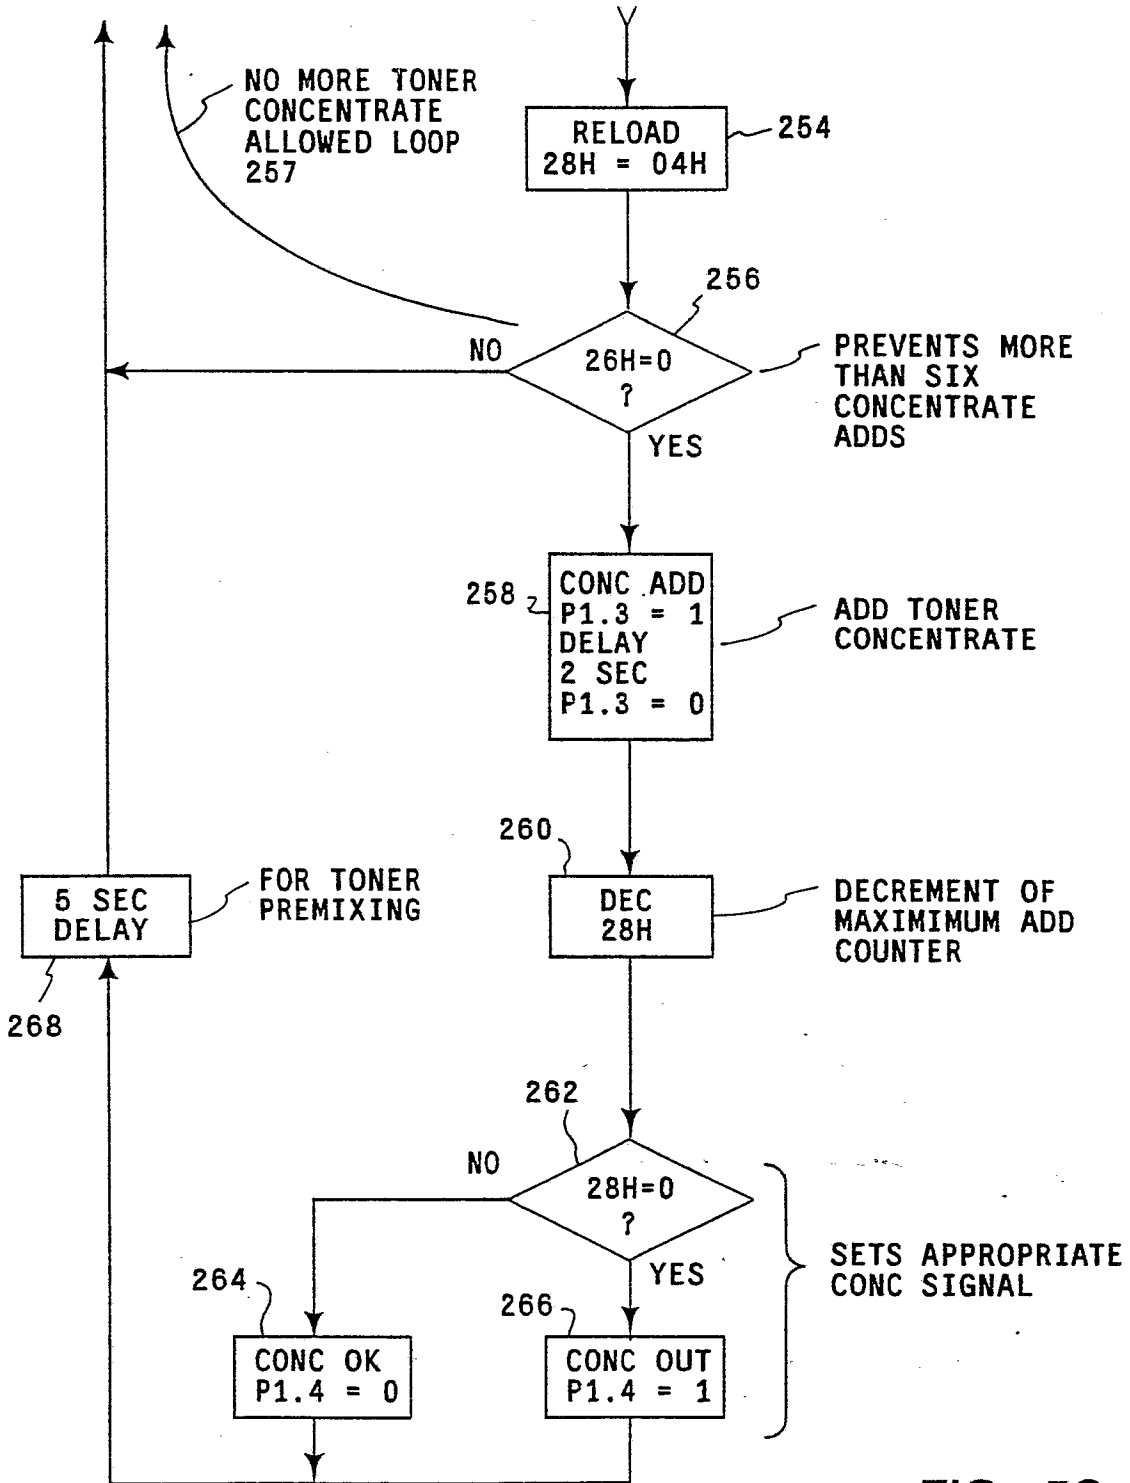 NO MORE TONER
CONCENTRATE
ALLOWED LOOP
257
RELOAD
28H = 04H
254
256
26H=0
?
NO
YES
PREVENTS MORE
THAN SIX
CONCENTRATE
ADDS
258
CONC ADD
P1.3 = 1
DELAY
2 SEC
P1.3 = 0
ADD TONER
CONCENTRATE
260
DEC
28H
DECREMENT OF
MAXIMIMUM ADD
COUNTER
5 SEC
DELAY
FOR TONER
PREMIXING
268
262
28H=0
?
NO
YES
SETS APPROPRIATE
CONC SIGNAL
264
CONC OK
P1.4 = 0
266
CONC OUT
P1.4 = 1